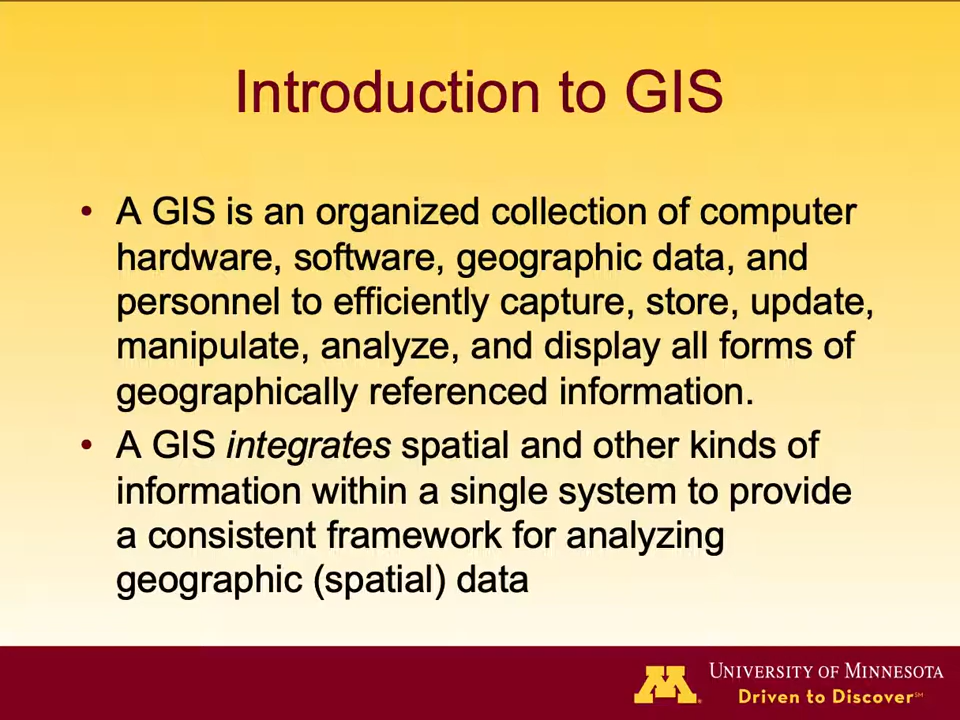 Introduction to GIS
• A GIS is an organized collection of computer
hardware, software, geographic data, and
personnel to efficiently capture, store, update,
manipulate, analyze, and display all forms of
geographically referenced information.
• A GIS integrates spatial and other kinds of
information within a single system to provide
a consistent framework for analyzing
geographic (spatial) data
M
UNIVERSITY OF MINNESOTA
Driven to Discover℠